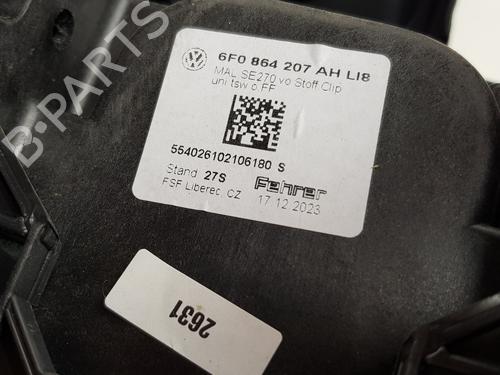 6F0 864 207 AH LI8
MAL SE270 vo Stoff Clip
uni tsw o.FF
554026102106180 S
Stand 27S
FSF Liberec, CZ
Fehrer
17.12.2023
2631
B-PARTS